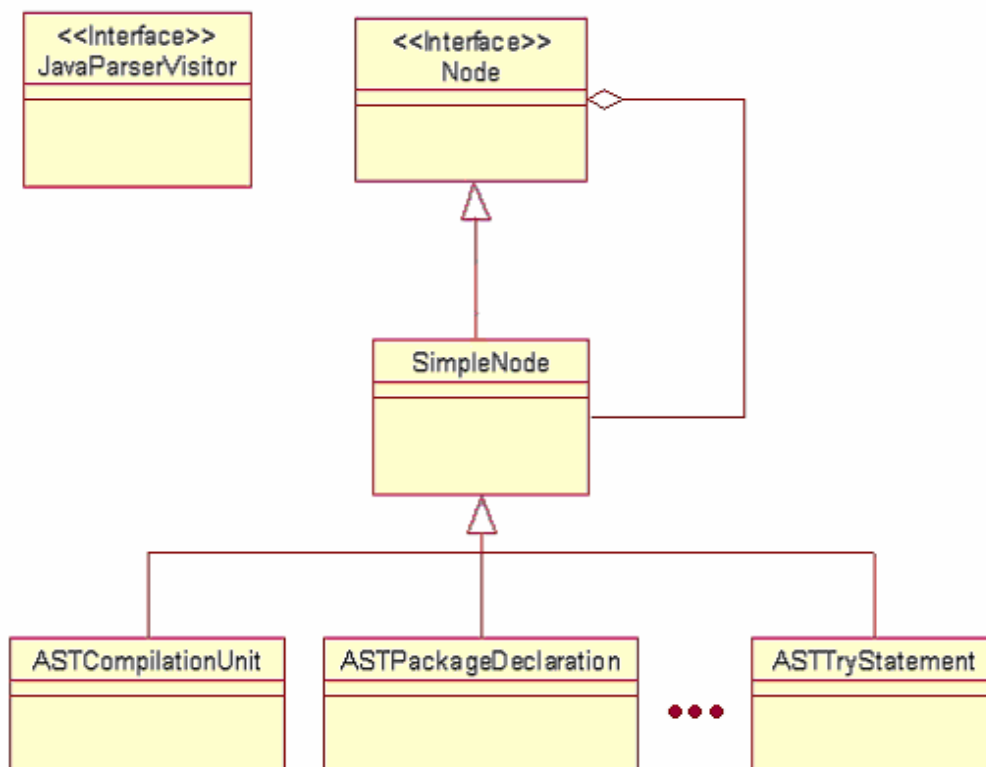 <<Interface>>
JavaParserVisitor
<<Interface>>
Node
SimpleNode
ASTCompilationUnit
ASTPackageDeclaration
ASTTryStatement